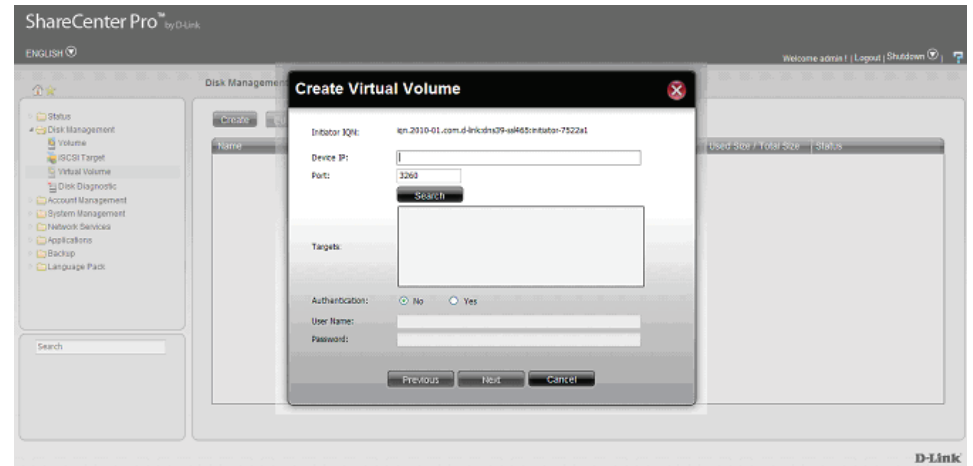 ShareCenter Pro™ by D-Link
ENGLISH
Welcome admin ! | Logout | Shutdown |
Disk Management
Status
Disk Management
Volume
iSCSI Target
Virtual Volume
Disk Diagnostic
Account Management
System Management
Network Services
Applications
Backup
Language Pack
Search
Create
Name
Used Size / Total Size
Status
Create Virtual Volume
Initiator IQN:
iqn.2010-01.com.d-link:dns39-ssl465:initiator-7522a1
Device IP:
Port:
3260
Search
Targets:
Authentication:
No
Yes
User Name:
Password:
Previous
Next
Cancel
D-Link